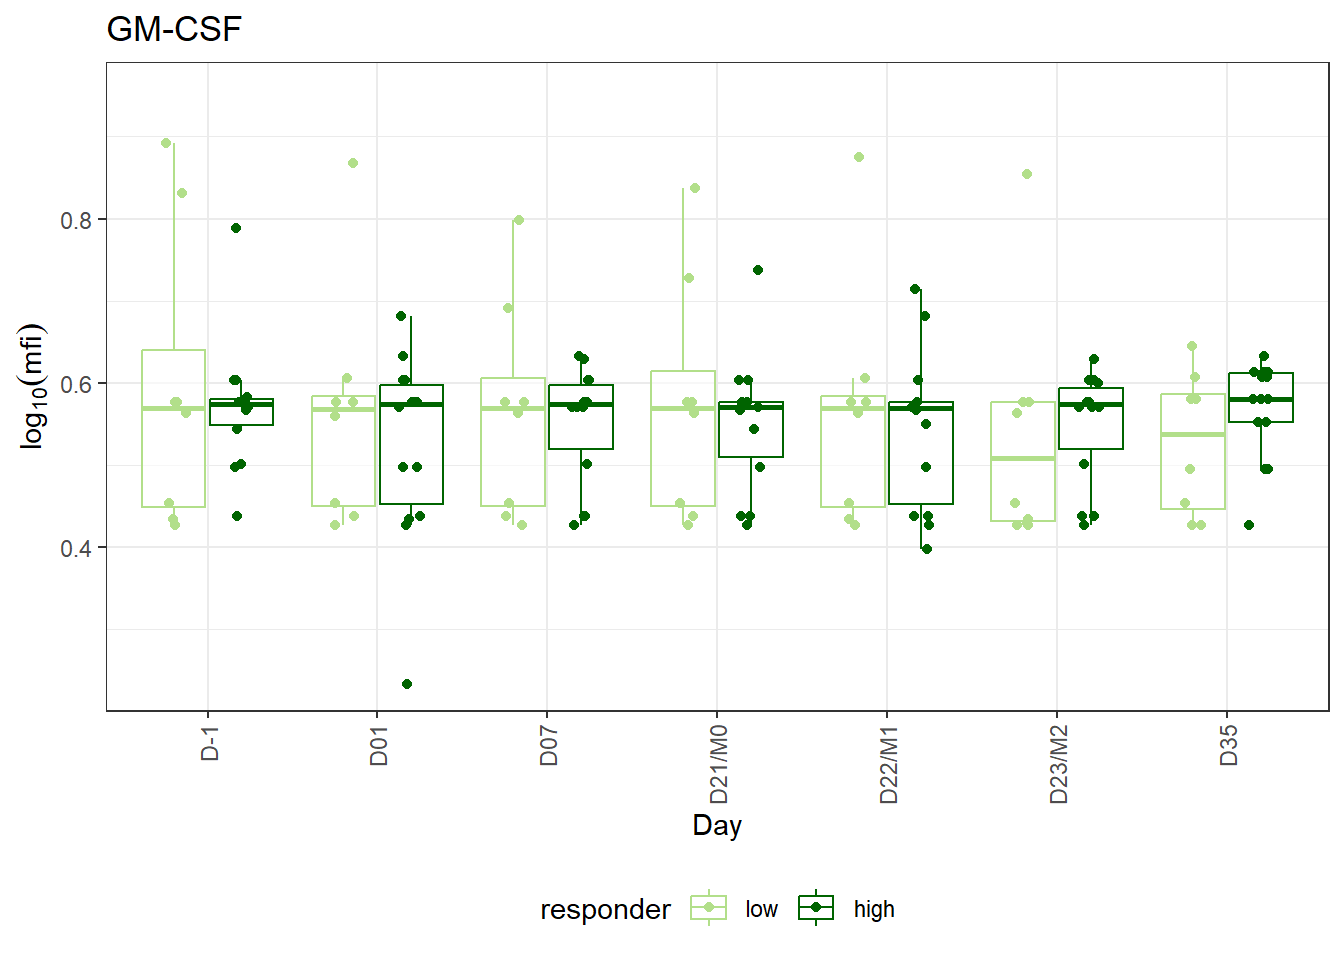 GM-CSF
log10(mfi)
0.8
0.6
0.4
D-1
D01
D07
D21/M0
D22/M1
D23/M2
D35
Day
responder low high